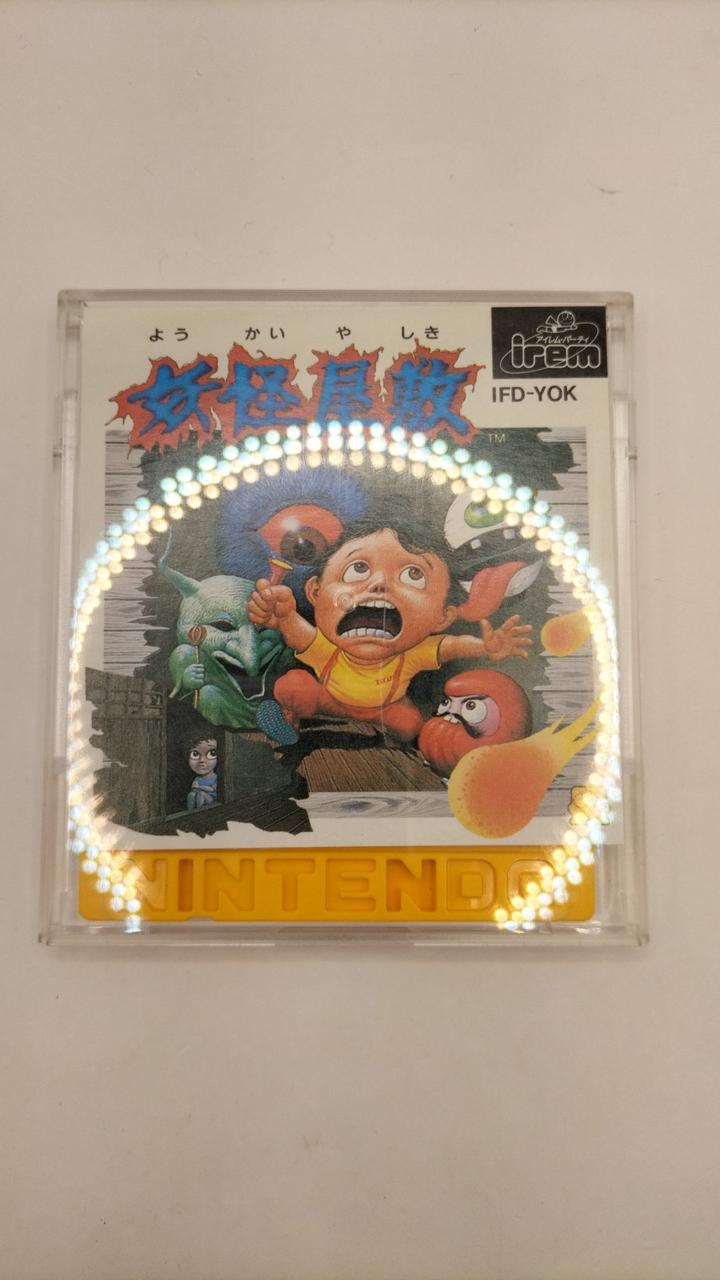 よう かい や しき
妖怪屋敷
TM
アイレム・パーティ
irem
IFD-YOK
NINTENDO